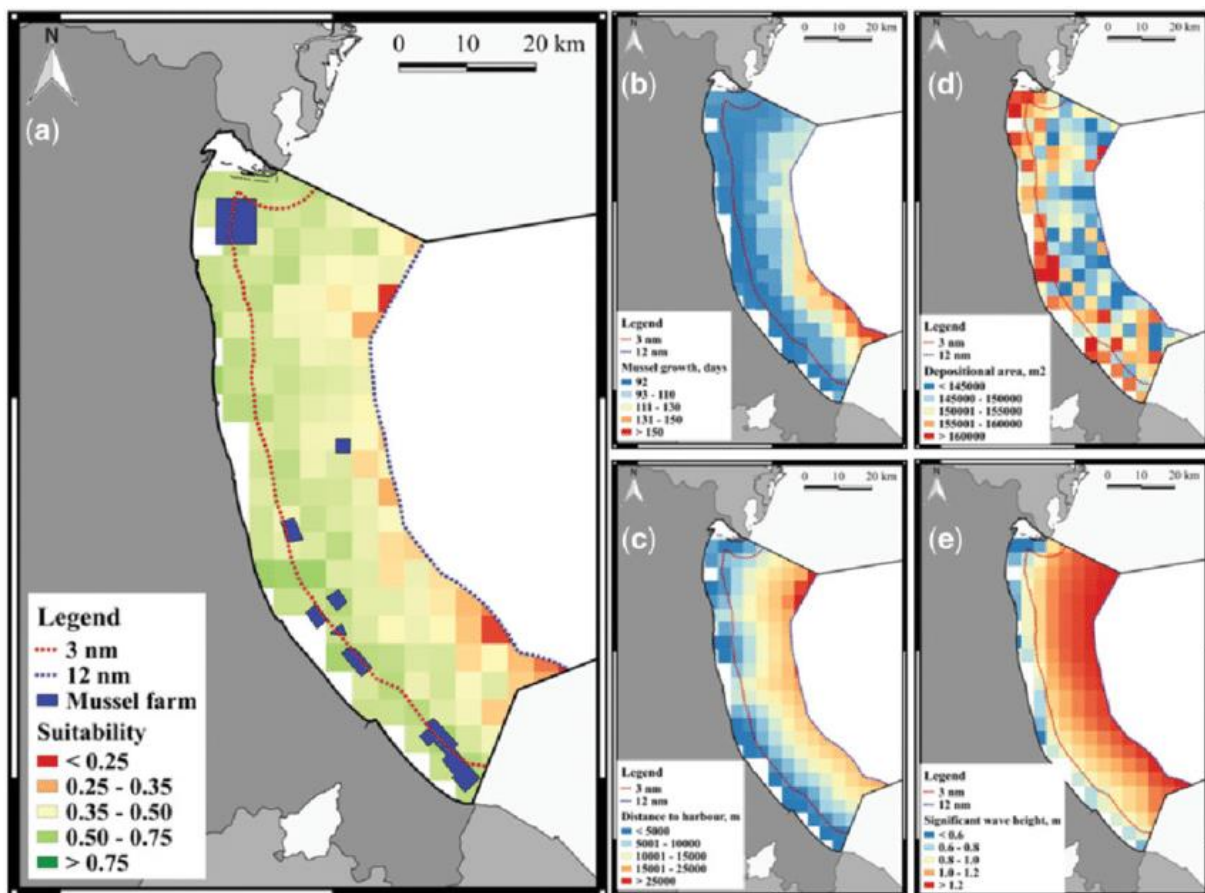 N
0 10 20 km
(a)
Legend
3 nm
12 nm
Mussel farm
Suitability
< 0.25
0.25 - 0.35
0.35 - 0.50
0.50 - 0.75
> 0.75
N
0 10 20 km
(b)
Legend
3 nm
12 nm
Mussel growth, days
92
93 - 110
111 - 130
131 - 150
> 150
N
0 10 20 km
(d)
Legend
3 nm
12 nm
Depositional area, m2
< 145000
145000 - 150000
150001 - 155000
155001 - 160000
> 160000
N
0 10 20 km
(c)
Legend
3 nm
12 nm
Distance to harbour, m
< 5000
5001 - 10000
10001 - 15000
15001 - 25000
> 25000
N
0 10 20 km
(e)
Legend
3 nm
12 nm
Significant wave height, m
< 0.6
0.6 - 0.8
0.8 - 1.0
1.0 - 1.2
> 1.2